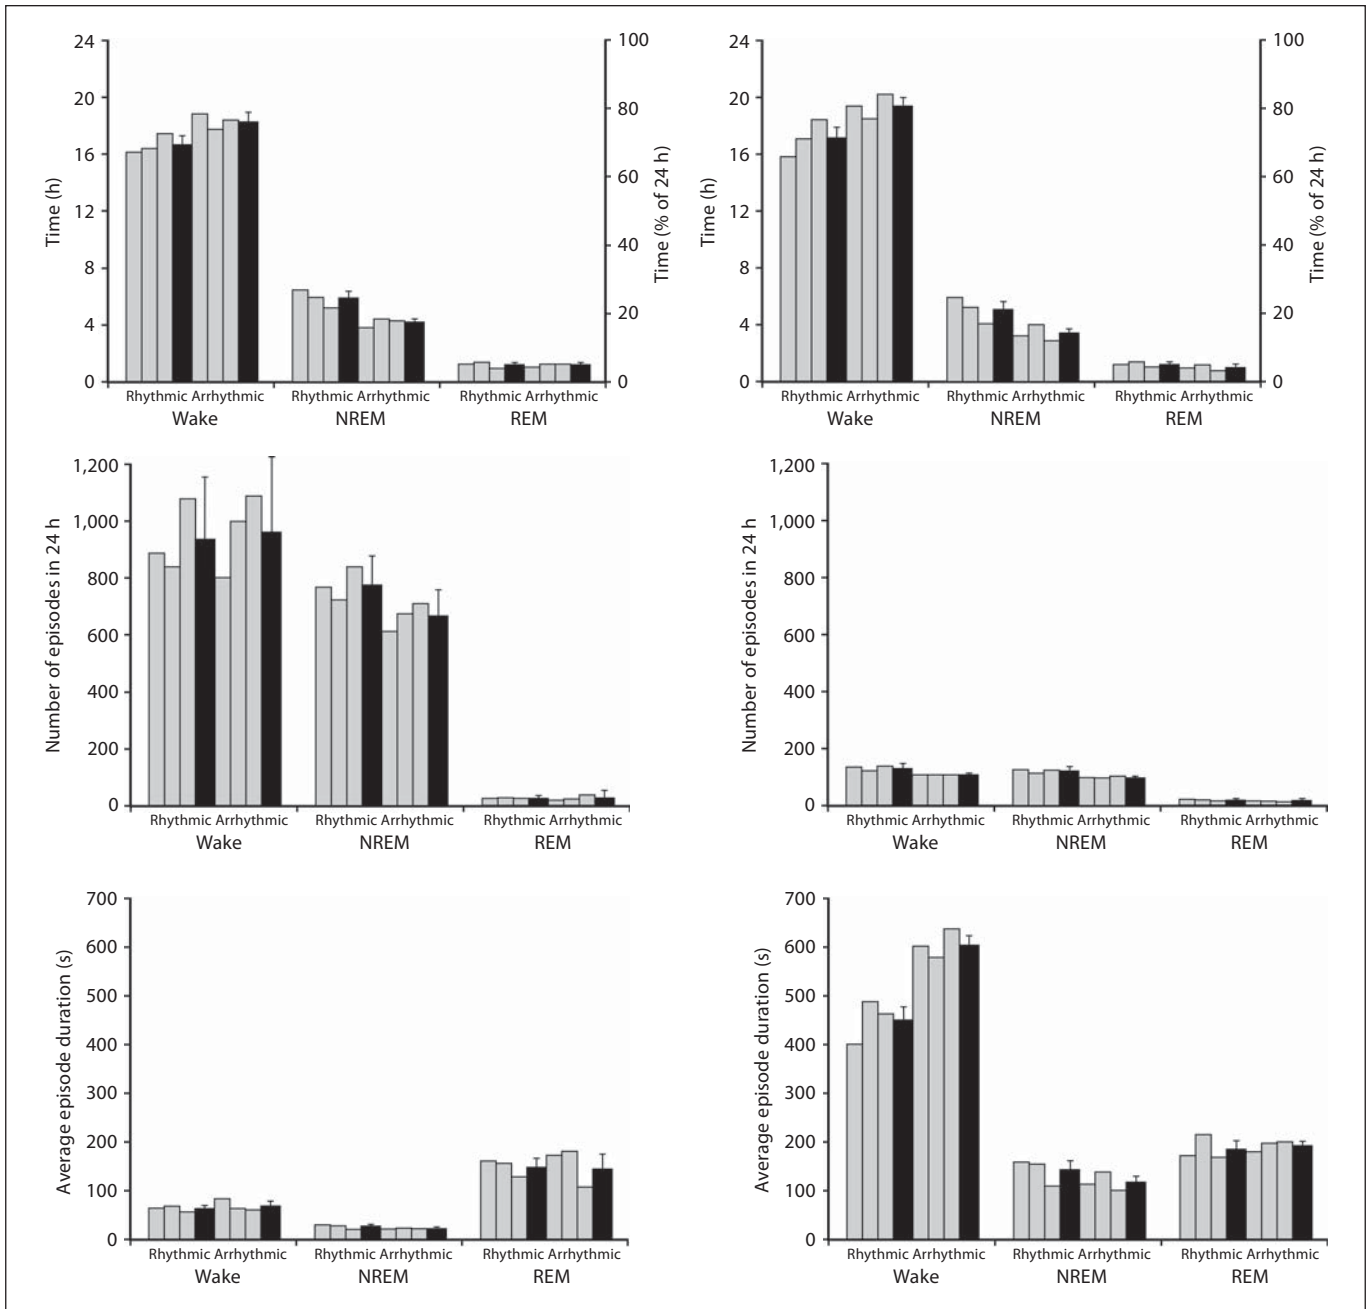 24
20
16
12
8
4
0
Time (h)
100
80
60
40
20
0
Time (% of 24 h)
Rhythmic Arrhythmic Rhythmic Arrhythmic Rhythmic Arrhythmic
Wake NREM REM
24
20
16
12
8
4
0
Time (h)
100
80
60
40
20
0
Time (% of 24 h)
Rhythmic Arrhythmic Rhythmic Arrhythmic Rhythmic Arrhythmic
Wake NREM REM
1,200
1,000
800
600
400
200
0
Number of episodes in 24 h
Rhythmic Arrhythmic Rhythmic Arrhythmic Rhythmic Arrhythmic
Wake NREM REM
1,200
1,000
800
600
400
200
0
Number of episodes in 24 h
Rhythmic Arrhythmic Rhythmic Arrhythmic Rhythmic Arrhythmic
Wake NREM REM
700
600
500
400
300
200
100
0
Average episode duration (s)
Rhythmic Arrhythmic Rhythmic Arrhythmic Rhythmic Arrhythmic
Wake NREM REM
700
600
500
400
300
200
100
0
Average episode duration (s)
Rhythmic Arrhythmic Rhythmic Arrhythmic Rhythmic Arrhythmic
Wake NREM REM